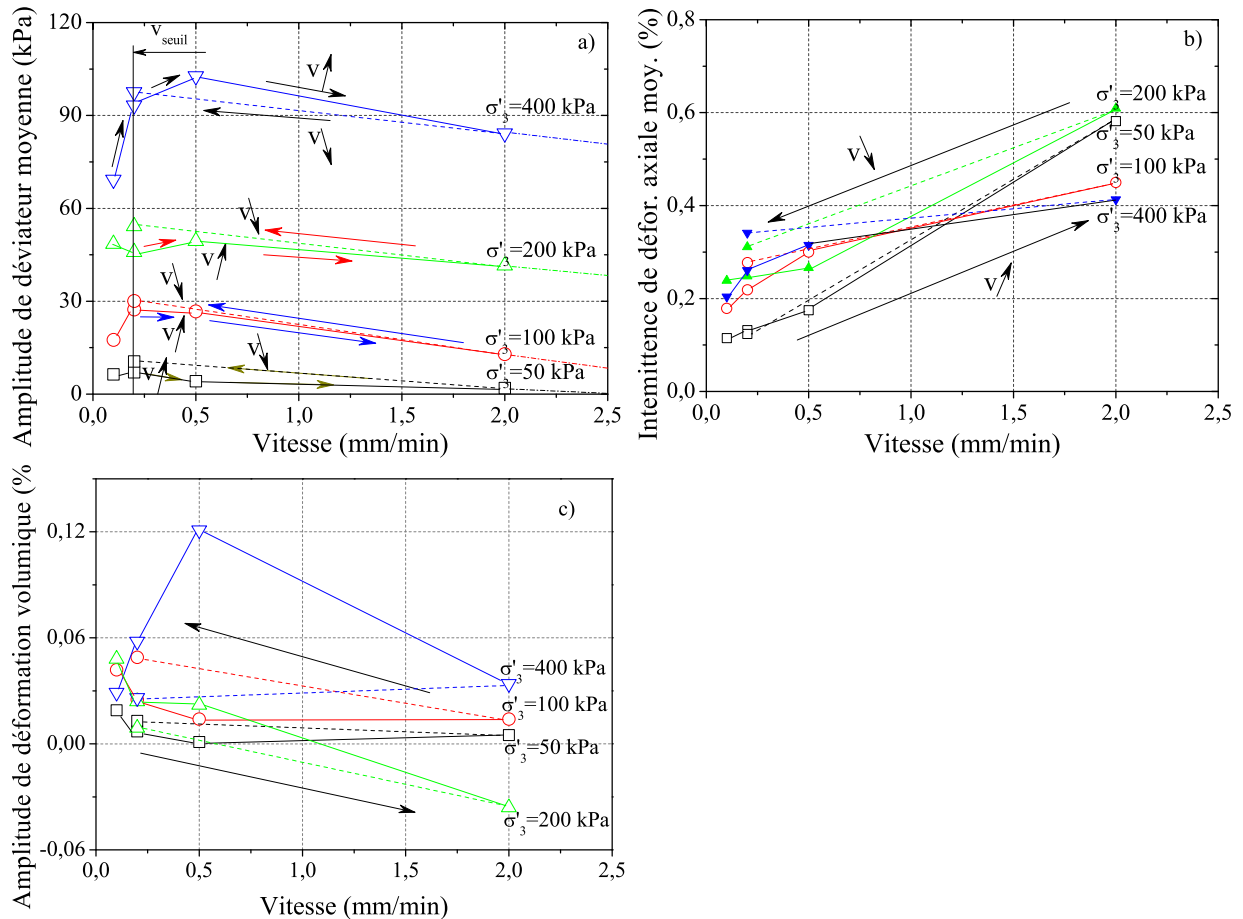 Amplitude de déviateur moyenne (kPa)
120
90
60
30
0
a)
v seuil
v
v
σ'3=400 kPa
v
v
σ'3=200 kPa
v
v
σ'3=100 kPa
v
v
σ'3=50 kPa
0,0 0,5 1,0 1,5 2,0 2,5
Vitesse (mm/min)
Intemittence de défor. axiale moy. (%)
0,8
0,6
0,4
0,2
0,0
b)
σ'3=200 kPa
σ'3=50 kPa
σ'3=100 kPa
σ'3=400 kPa
v
v
0,0 0,5 1,0 1,5 2,0 2,5
Vitesse (mm/min)
Amplitude de déformation volumique (%
0,12
0,06
0,00
-0,06
c)
σ'3=400 kPa
σ'3=100 kPa
σ'3=50 kPa
σ'3=200 kPa
0,0 0,5 1,0 1,5 2,0 2,5
Vitesse (mm/min)